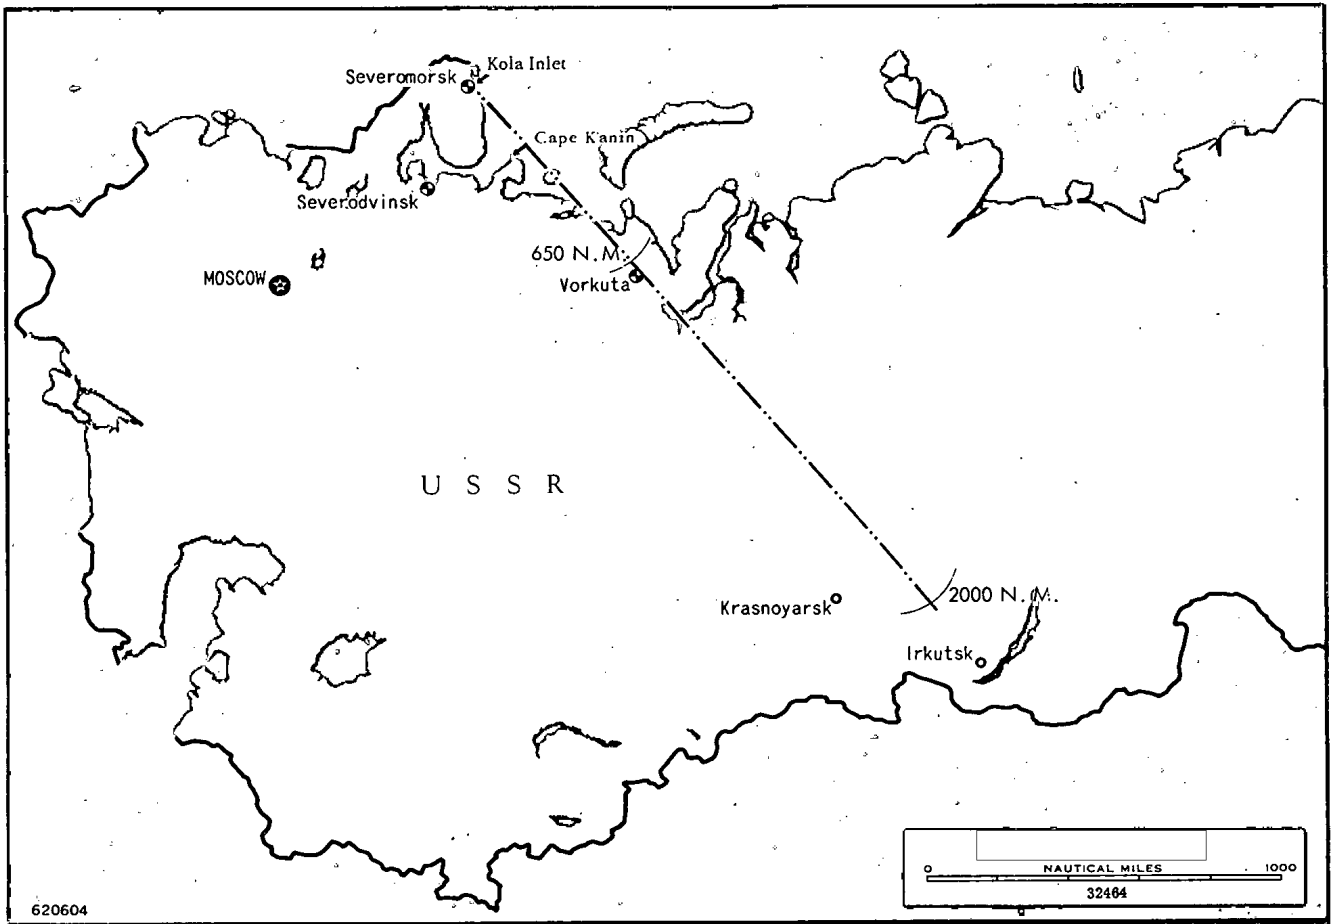 Kola Inlet
Severomorsk
Cape Kanin
Severodvinsk
650 N.M.
MOSCOW
Vorkuta
U S S R
2000 N.M.
Krasnoyarsk
Irkutsk
0 NAUTICAL MILES 1000
32464
620604